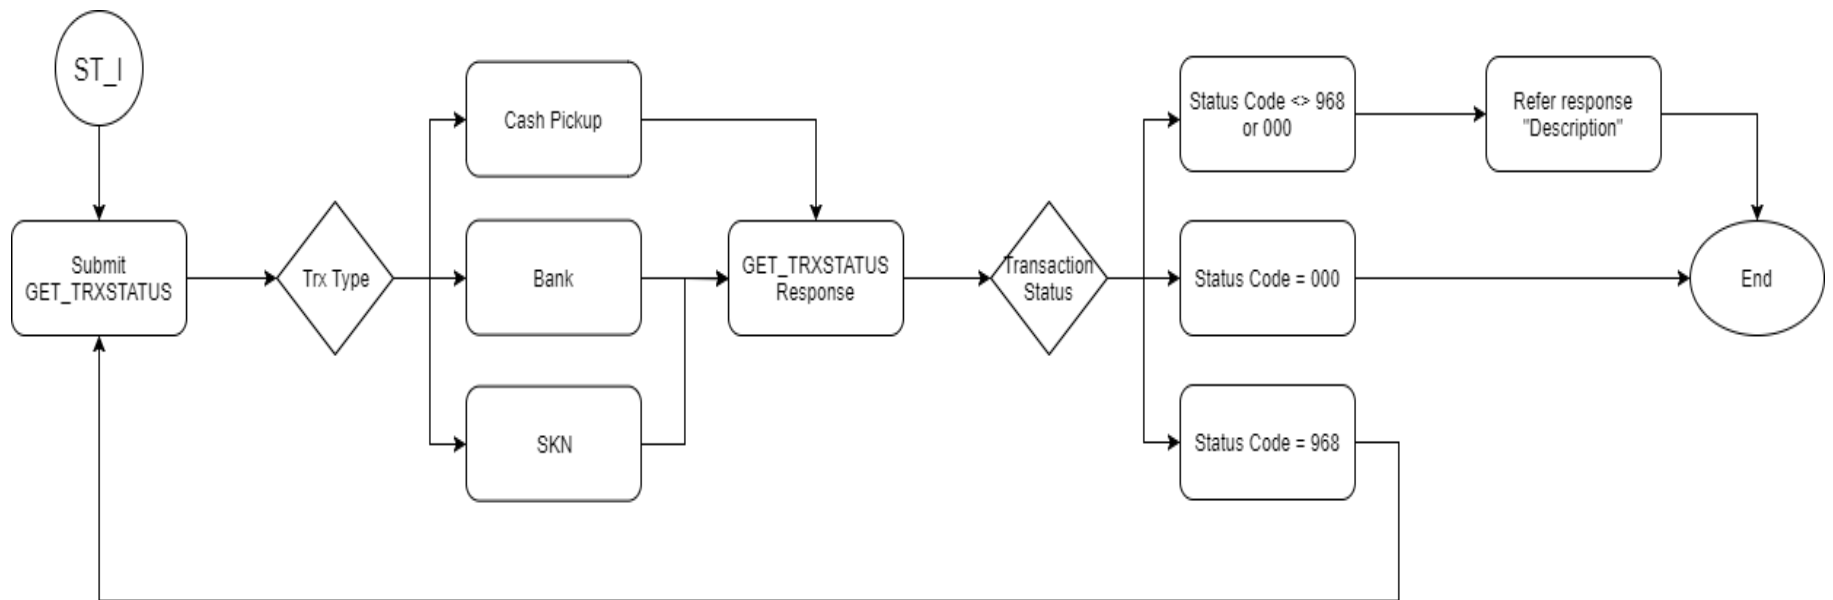 ST_I
Submit
GET_TRXSTATUS
Trx Type
Cash Pickup
Bank
SKN
GET_TRXSTATUS
Response
Transaction
Status
Status Code <> 968
or 000
Status Code = 000
Status Code = 968
Refer response
"Description"
End